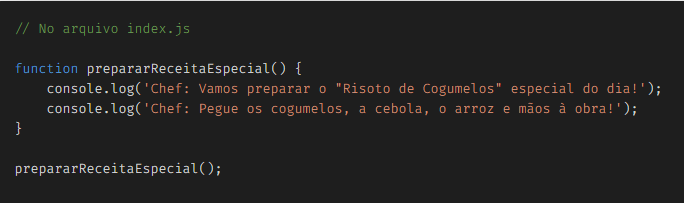 // No arquivo index.js
function prepararReceitaEspecial() {
console.log('Chef: Vamos preparar o "Risoto de Cogumelos" especial do dia!');
console.log('Chef: Pegue os cogumelos, a cebola, o arroz e mãos à obra!');
}
prepararReceitaEspecial();